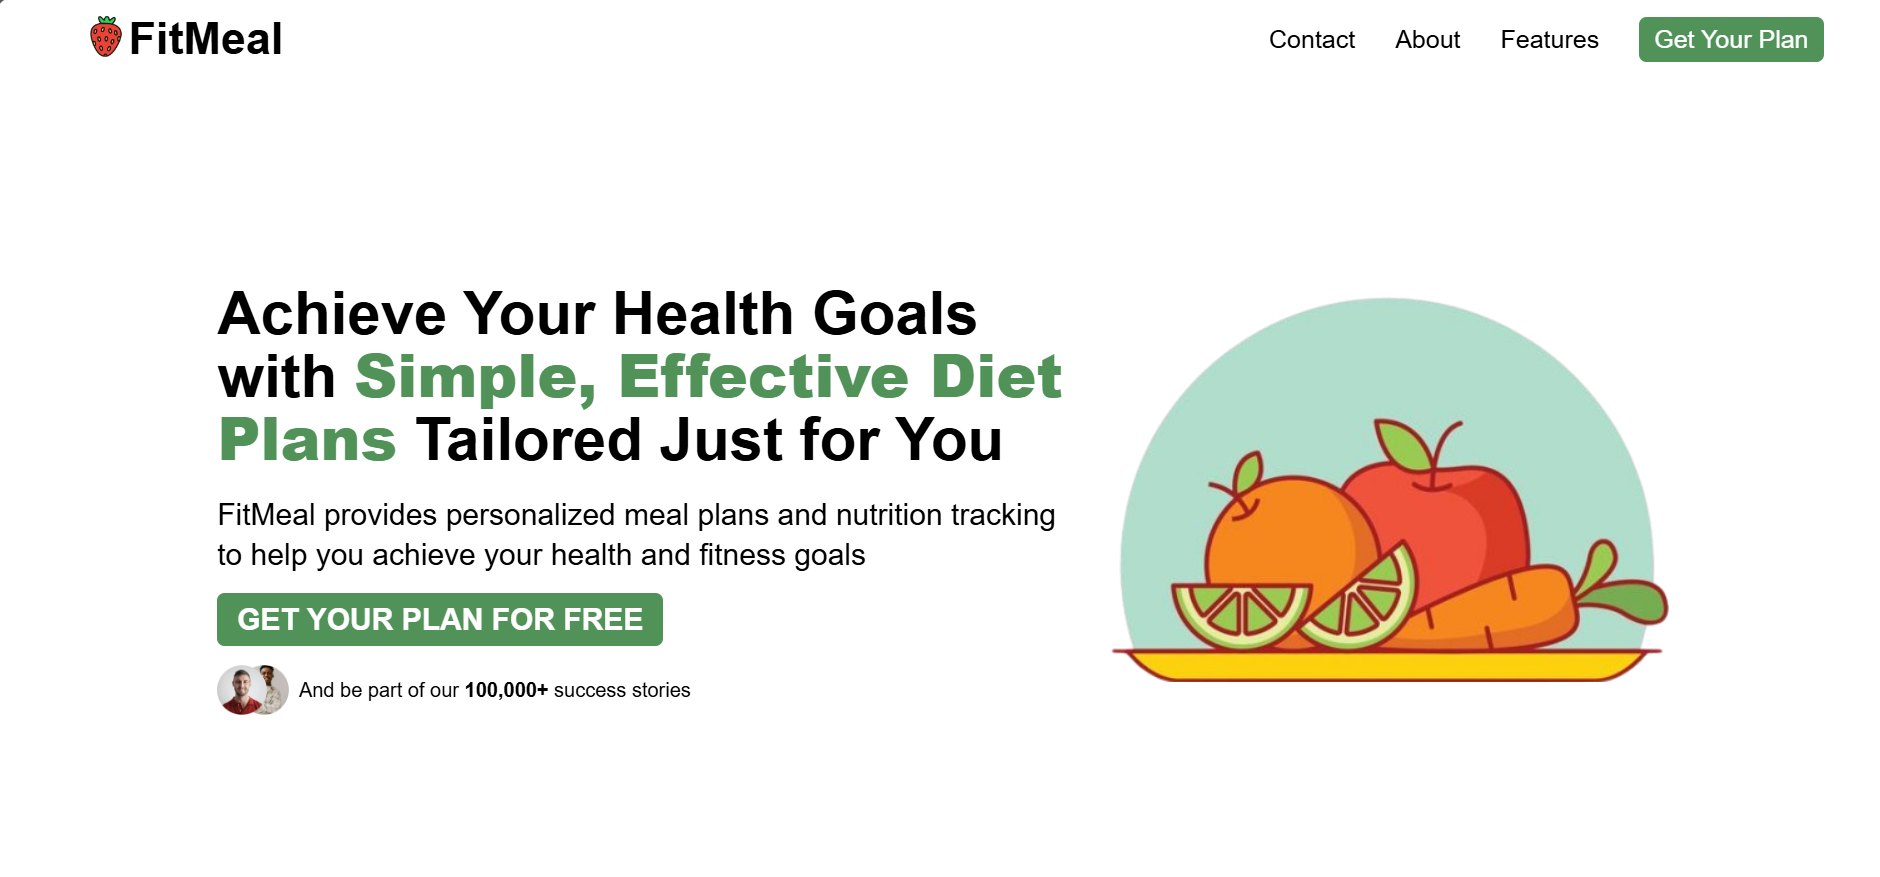 FitMeal
Contact
About
Features
Get Your Plan
Achieve Your Health Goals
with Simple, Effective Diet
Plans Tailored Just for You
FitMeal provides personalized meal plans and nutrition tracking
to help you achieve your health and fitness goals
GET YOUR PLAN FOR FREE
And be part of our 100,000+ success stories